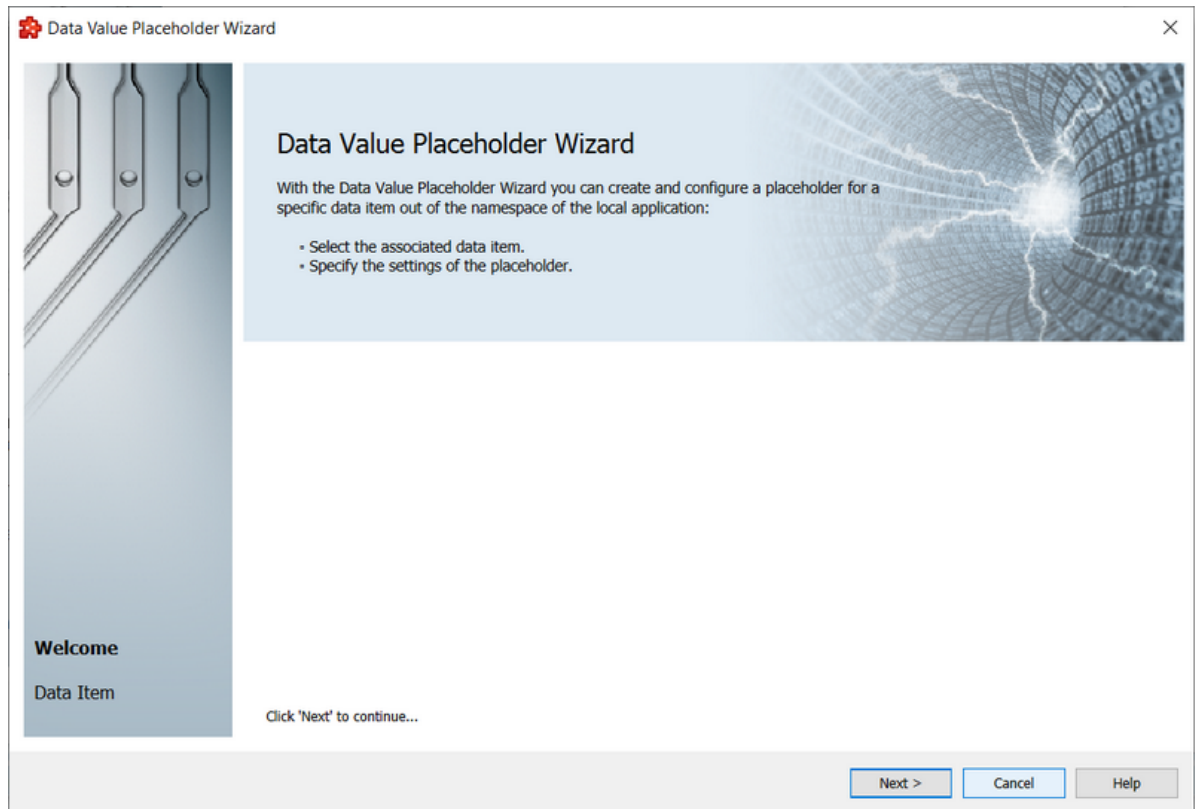 Data Value Placeholder Wizard
Data Value Placeholder Wizard
With the Data Value Placeholder Wizard you can create and configure a placeholder for a
specific data item out of the namespace of the local application:
▪ Select the associated data item.
▪ Specify the settings of the placeholder.
Welcome
Data Item
Click 'Next' to continue...
Next >
Cancel
Help